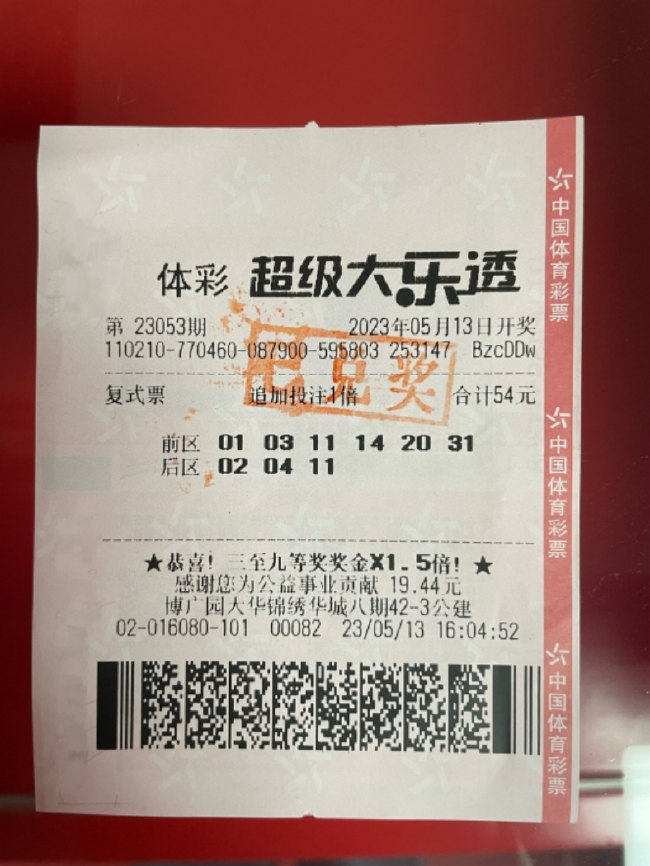 体彩 超级大乐透
第 23053期 2023年05月13日开奖
110210-770460-087900-595803 253147 BzcDDw
已兑奖
复式票 追加投注1倍 合计54元
前区 01 03 11 14 20 31
后区 02 04 11
★恭喜! 三至九等奖奖金X1.5倍! ★
感谢您为公益事业贡献 19.44元
博广园大华锦绣华城八期42-3公建
02-016080-101 00082 23/05/13 16:04:52
中国体育彩票
中国体育彩票
中国体育彩票